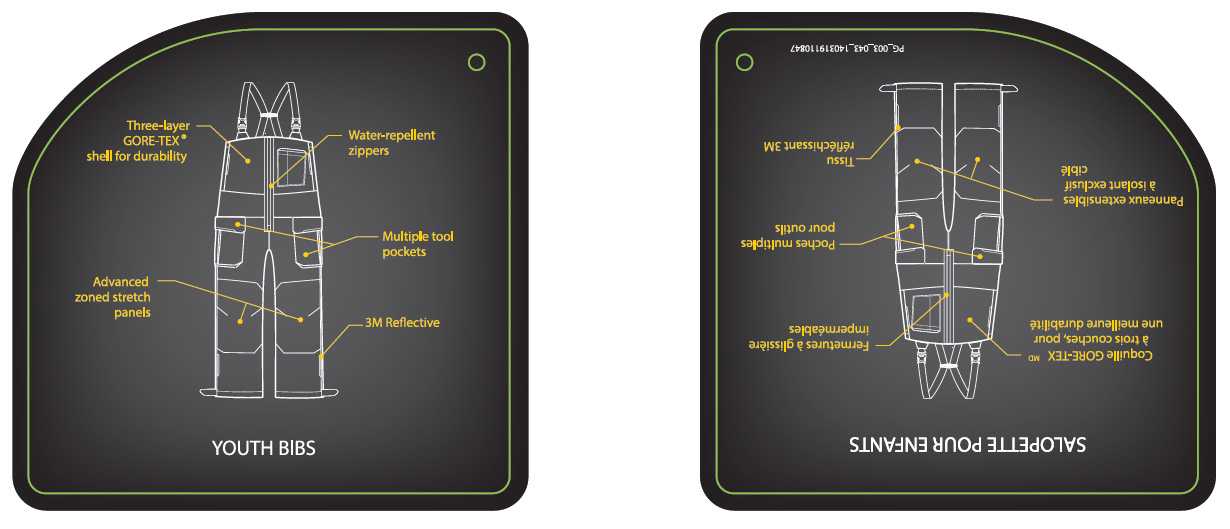 Three-layer
GORE-TEX®
shell for durability
Water-repellent
zippers
Multiple tool
pockets
Advanced
zoned stretch
panels
3M Reflective
YOUTH BIBS
SALOPETTE POUR ENFANTS
Coquille GORE-TEX MD
à trois couches, pour
une meilleure durabilité
Fermetures à glissière
imperméables
Poches multiples
pour outils
Panneaux extensibles
à isolant exclusif
ciblé
Tissu
réfléchissant 3M
PG_003_043_140319110847